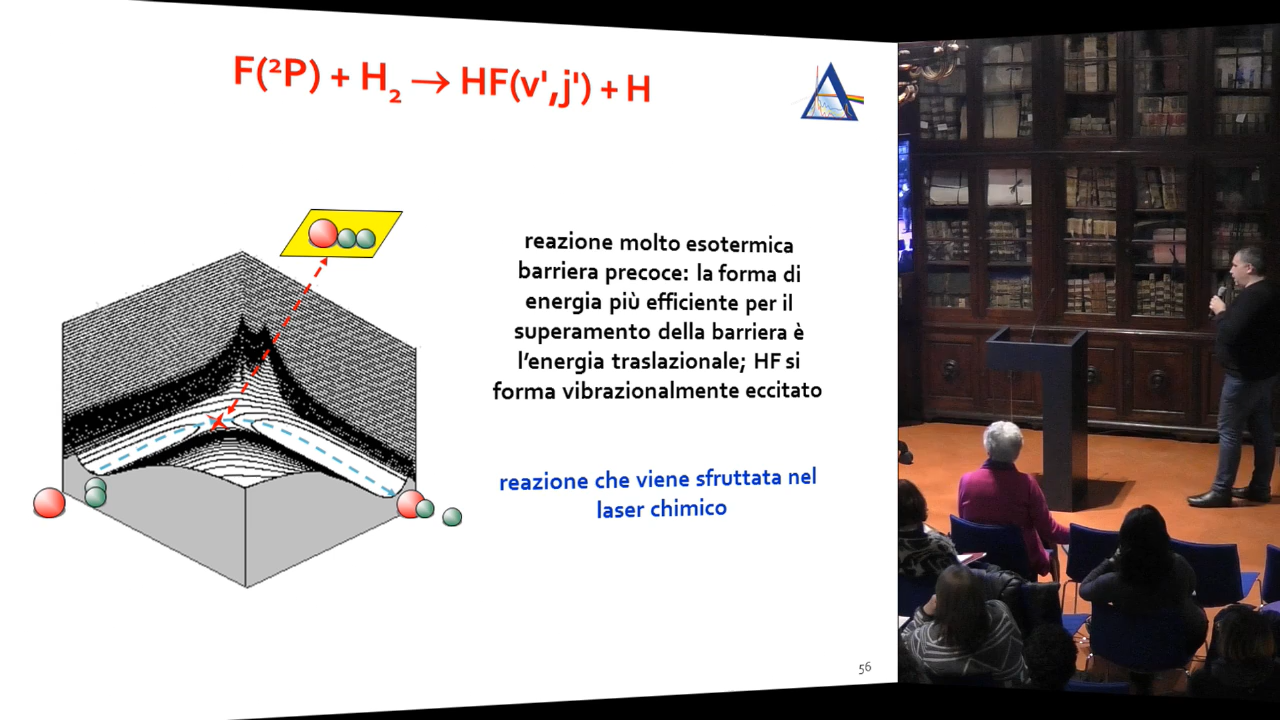 F(²P) + H₂ → HF(v',j') + H
reazione molto esotermica
barriera precoce: la forma di
energia più efficiente per il
superamento della barriera è
l'energia traslazionale; HF si
forma vibrazionalmente eccitato
reazione che viene sfruttata nel
laser chimico
56